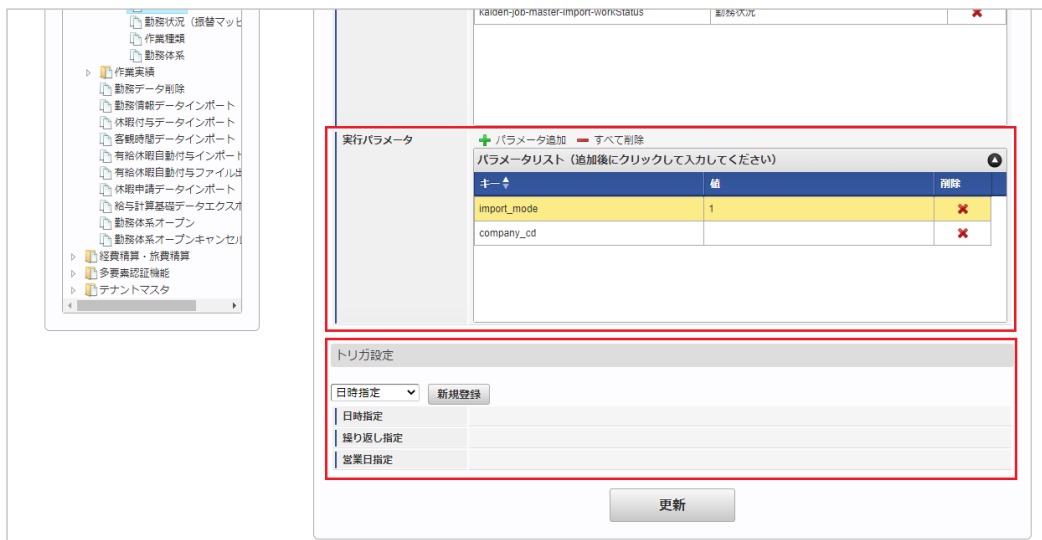 勤務状況（振替マッピ
作業種類
勤務体系
作業実績
勤務データ削除
勤務情報データインポート
休暇付与データインポート
客観時間データインポート
有給休暇自動付与インポート
有給休暇自動付与ファイル出
休暇申請データインポート
給与計算基礎データエクスポ
勤務体系オープン
勤務体系オープンキャンセル
経費精算・旅費精算
多要素認証機能
テナントマスタ
kaiden-job-master-import-workStatus 勤務状況
実行パラメータ
パラメータ追加 すべて削除
パラメータリスト（追加後にクリックして入力してください）
キー 値 削除
import_mode 1
company_cd
トリガ設定
日時指定 新規登録
日時指定
繰り返し指定
営業日指定
更新